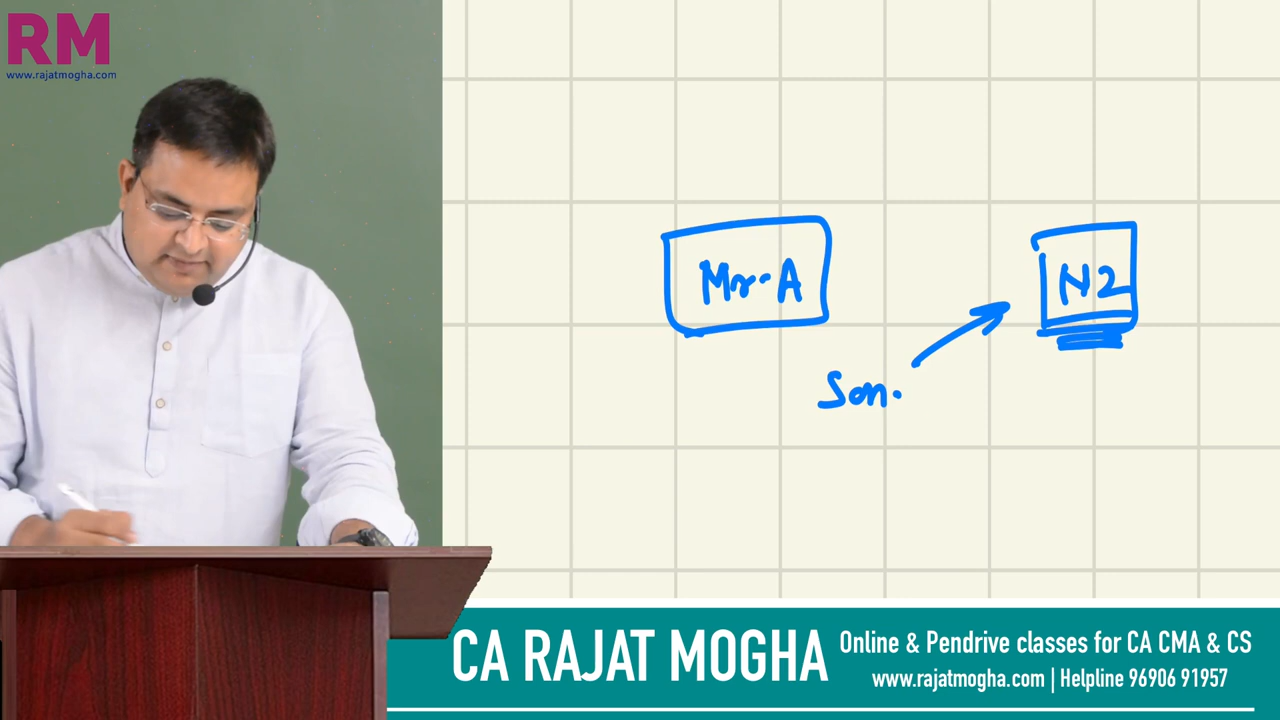 RM
www.rajatmogha.com
Mr. A
N2
Son.
CA RAJAT MOGHA
Online & Pendrive classes for CA CMA & CS
www.rajatmogha.com | Helpline 96906 91957